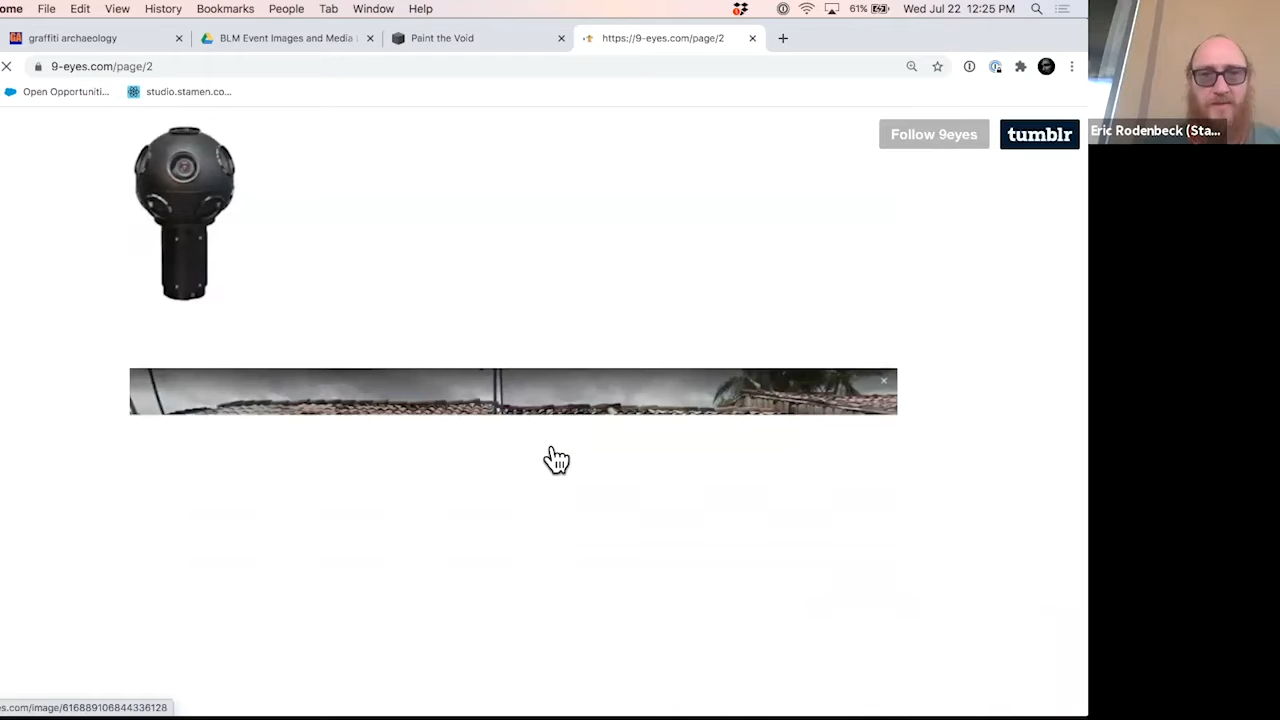 ome File Edit View History Bookmarks People Tab Window Help 61% Wed Jul 22 12:25 PM
graffiti archaeology × BLM Event Images and Media × Paint the Void × https://9-eyes.com/page/2 × +
9-eyes.com/page/2
Open Opportuniti... studio.stamen.co...
Follow 9eyes tumblr
Eric Rodenbeck (Sta...
es.com/image/616889106844336128